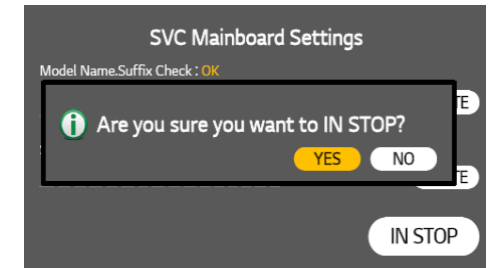 SVC Mainboard Settings
Model Name.Suffix Check : OK
Are you sure you want to IN STOP?
YES NO
IN STOP